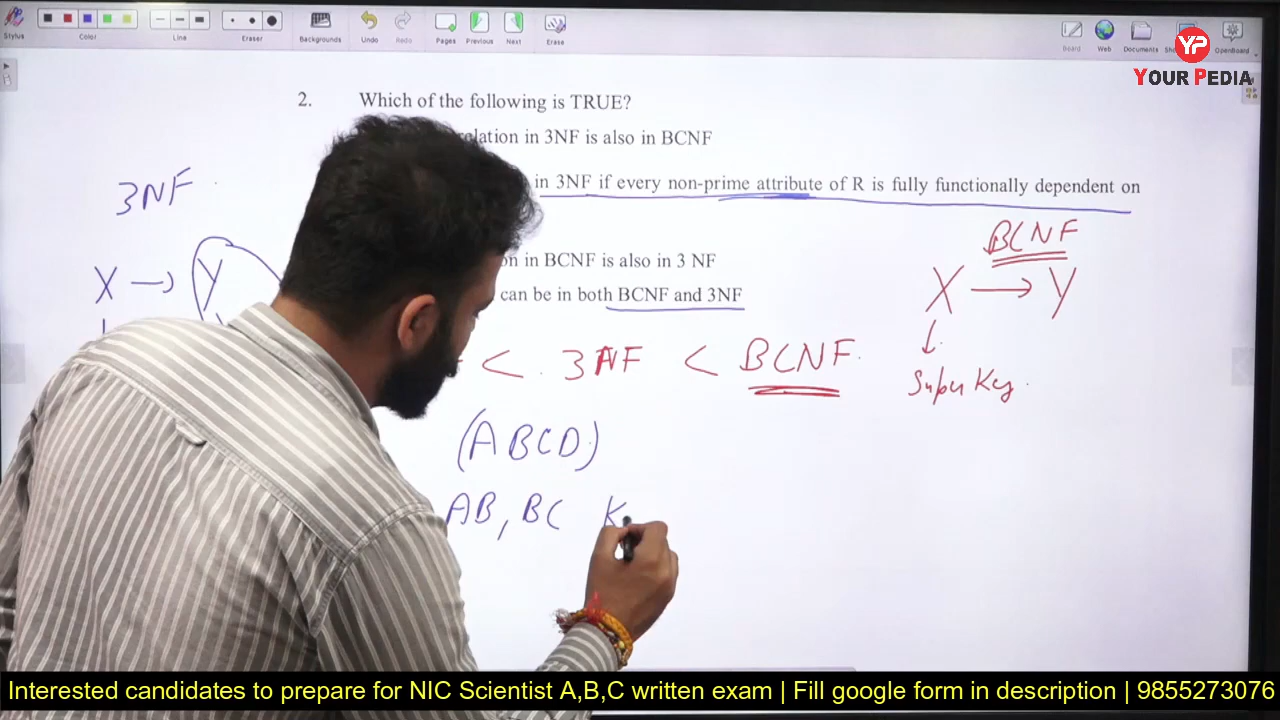 Stylus Color Line Eraser Backgrounds Undo Redo Pages Previous Next Erase Board Web Documents OpenBoard
YP
YOUR PEDIA
2. Which of the following is TRUE?
relation in 3NF is also in BCNF
3NF
in 3NF if every non-prime attribute of R is fully functionally dependent on
BCNF
on in BCNF is also in 3 NF
X → Y
X → Y
can be in both BCNF and 3NF
< . 3NF < BCNF.
Super Key.
(ABCD)
AB, BC K
Interested candidates to prepare for NIC Scientist A,B,C written exam | Fill google form in description | 9855273076